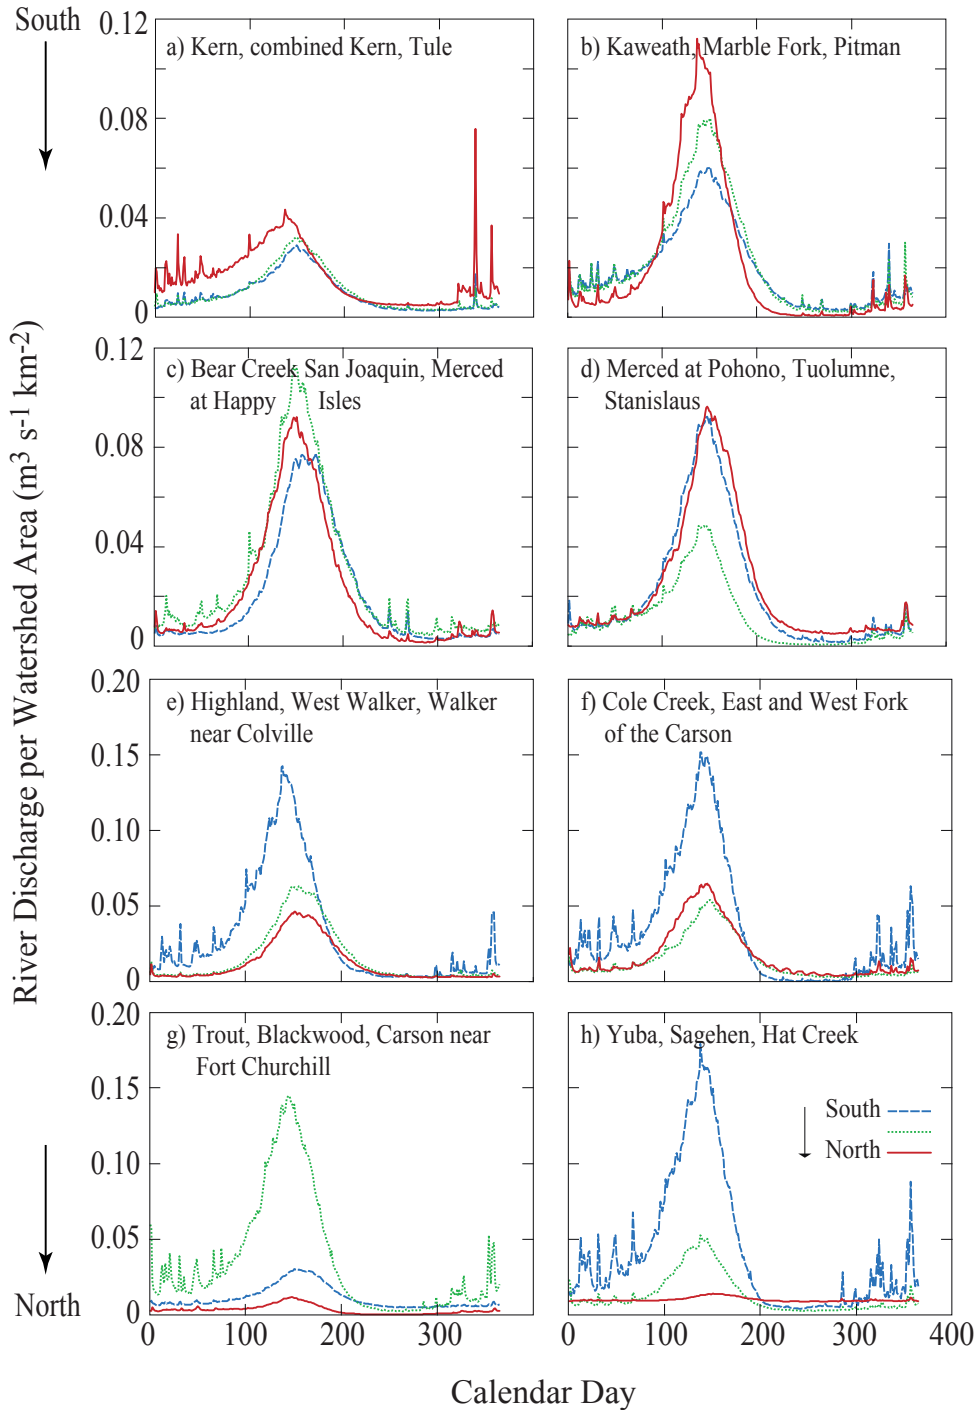 South
0.12
0.08
0.04
0
a) Kern, combined Kern, Tule
b) Kaweath, Marble Fork, Pitman
0.12
0.08
0.04
0
c) Bear Creek San Joaquin, Merced
at Happy Isles
d) Merced at Pohono, Tuolumne,
Stanislaus
River Discharge per Watershed Area (m³ s⁻¹ km⁻²)
0.20
0.15
0.10
0.05
0
e) Highland, West Walker, Walker
near Colville
f) Cole Creek, East and West Fork
of the Carson
0.20
0.15
0.10
0.05
0
g) Trout, Blackwood, Carson near
Fort Churchill
h) Yuba, Sagehen, Hat Creek
South
North
North
0 100 200 300
0 100 200 300 400
Calendar Day